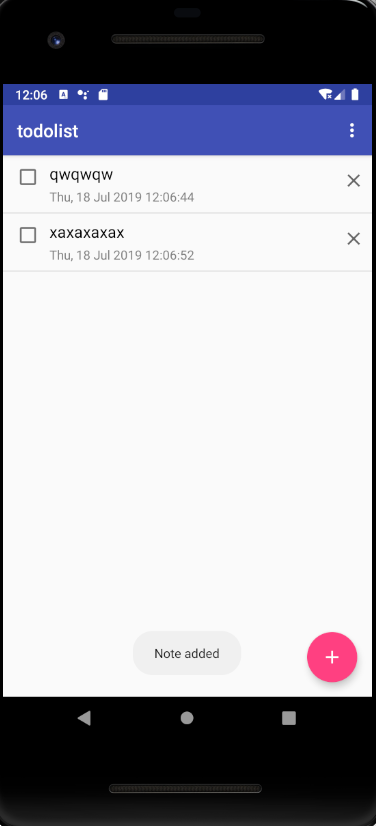 12:06
todolist
qwqwqw
Thu, 18 Jul 2019 12:06:44
xaxaxaxax
Thu, 18 Jul 2019 12:06:52
Note added